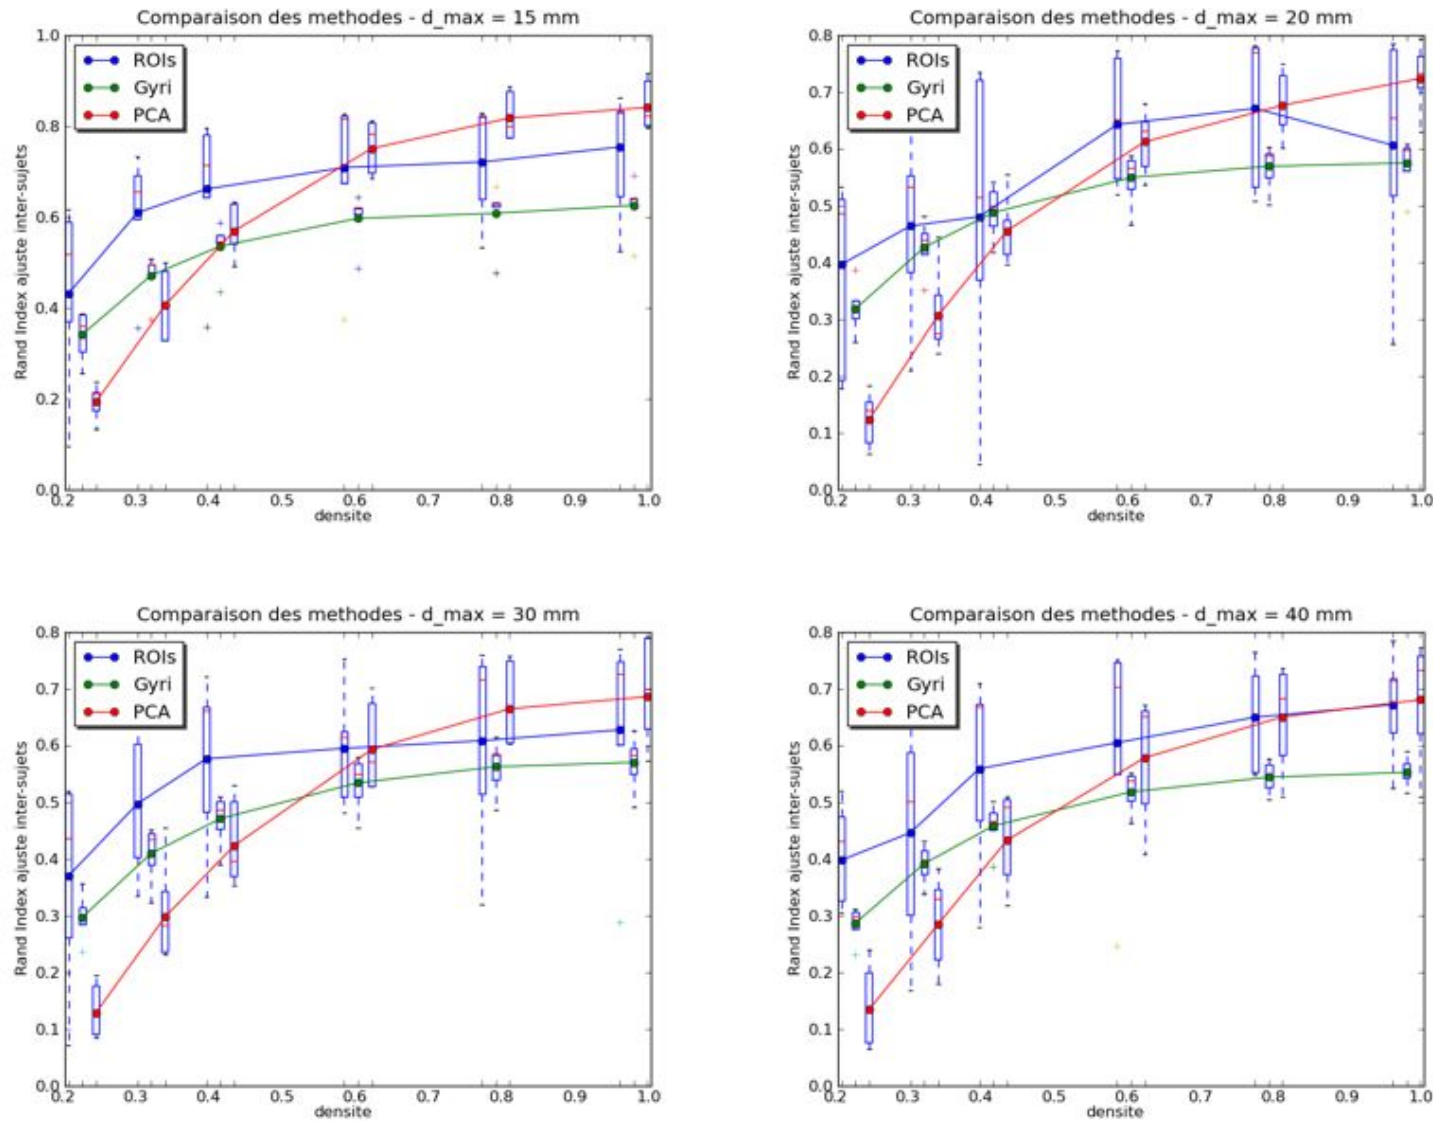 Comparaison des methodes - d_max = 15 mm
1.0
0.8
0.6
0.4
0.2
0.0
Rand Index ajuste inter-sujets
ROIs
Gyri
PCA
0.2 0.3 0.4 0.5 0.6 0.7 0.8 0.9 1.0
densite
Comparaison des methodes - d_max = 20 mm
0.8
0.7
0.6
0.5
0.4
0.3
0.2
0.1
0.0
Rand Index ajuste inter-sujets
ROIs
Gyri
PCA
0.2 0.3 0.4 0.5 0.6 0.7 0.8 0.9 1.0
densite
Comparaison des methodes - d_max = 30 mm
0.8
0.7
0.6
0.5
0.4
0.3
0.2
0.1
0.0
Rand Index ajuste inter-sujets
ROIs
Gyri
PCA
0.2 0.3 0.4 0.5 0.6 0.7 0.8 0.9 1.0
densite
Comparaison des methodes - d_max = 40 mm
0.8
0.7
0.6
0.5
0.4
0.3
0.2
0.1
0.0
Rand Index ajuste inter-sujets
ROIs
Gyri
PCA
0.2 0.3 0.4 0.5 0.6 0.7 0.8 0.9 1.0
densite